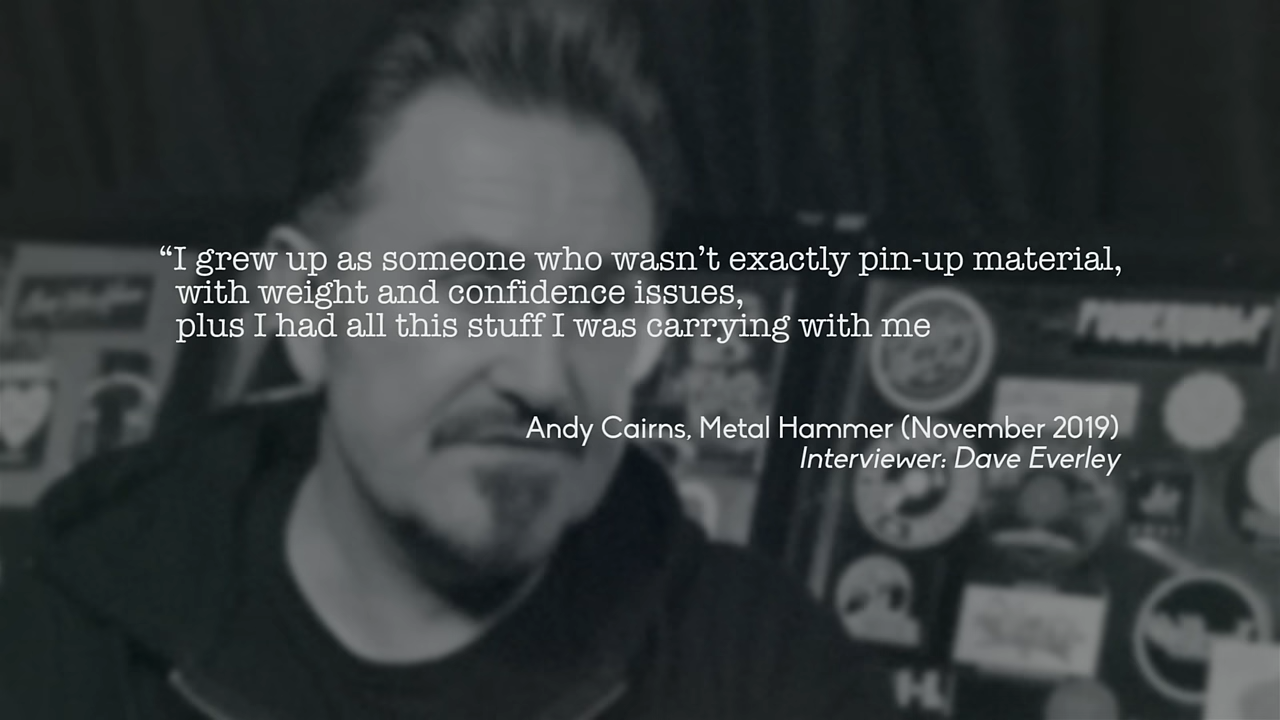 “I grew up as someone who wasn’t exactly pin-up material,
with weight and confidence issues,
plus I had all this stuff I was carrying with me
Andy Cairns, Metal Hammer (November 2019)
Interviewer: Dave Everley